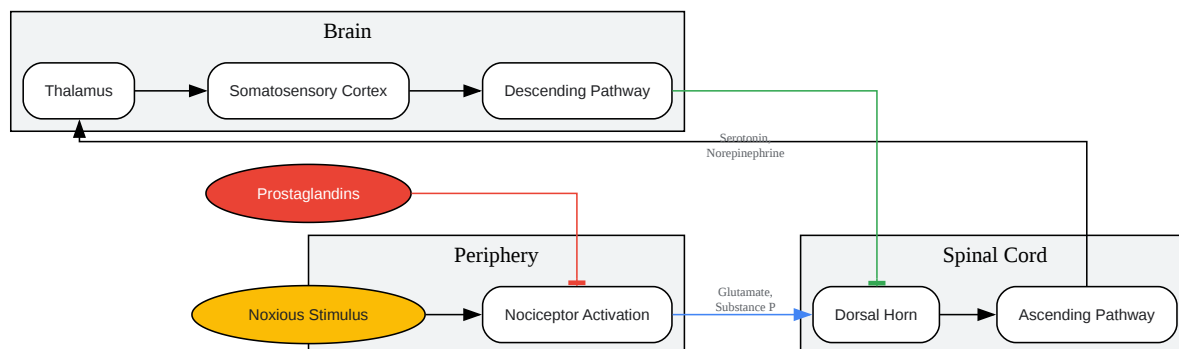 Brain
Thalamus
Somatosensory Cortex
Descending Pathway
Serotonin,
Norepinephrine
Prostaglandins
Periphery
Spinal Cord
Noxious Stimulus
Nociceptor Activation
Glutamate,
Substance P
Dorsal Horn
Ascending Pathway